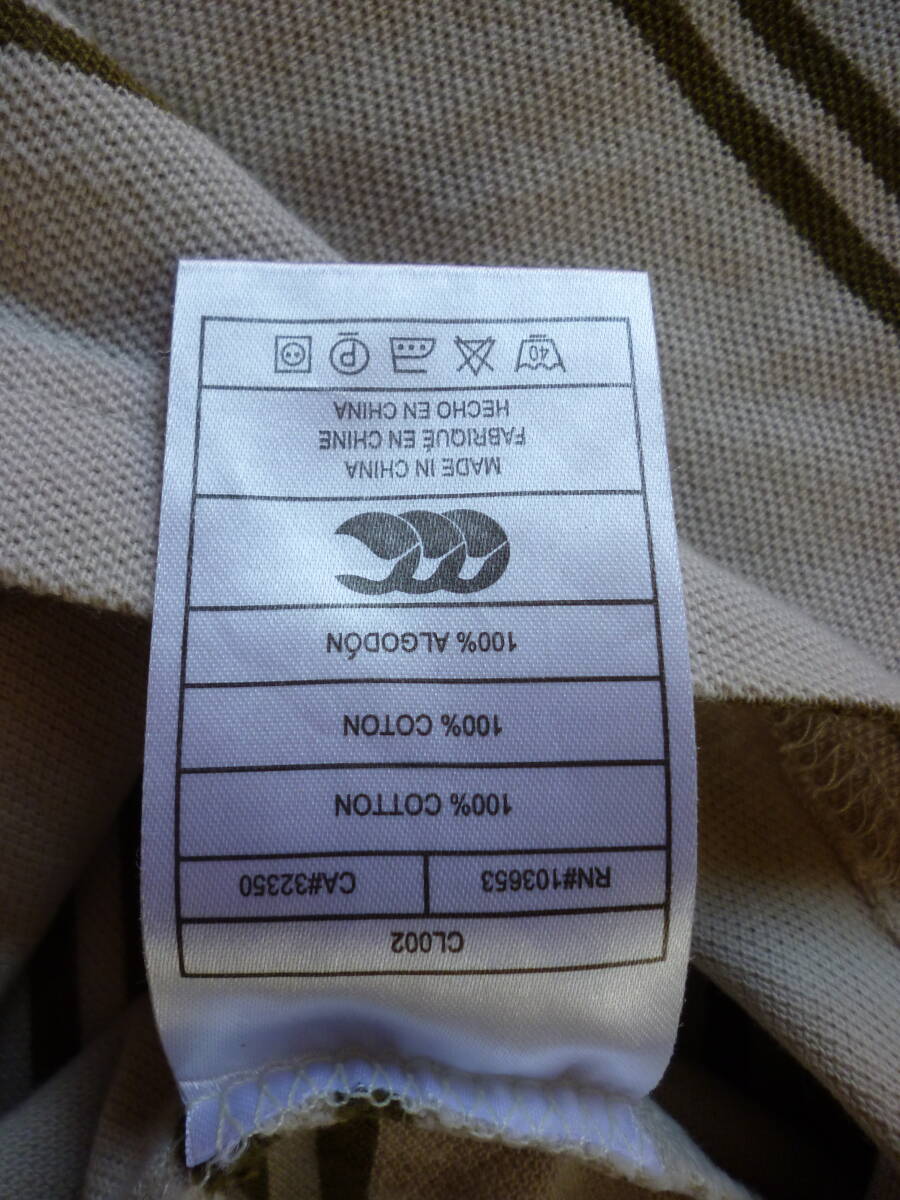 CL002
RN#103653 CA#32350
100% COTTON
100% COTON
100% ALGODÓN
MADE IN CHINA
FABRIQUÉ EN CHINE
HECHO EN CHINA
40 P